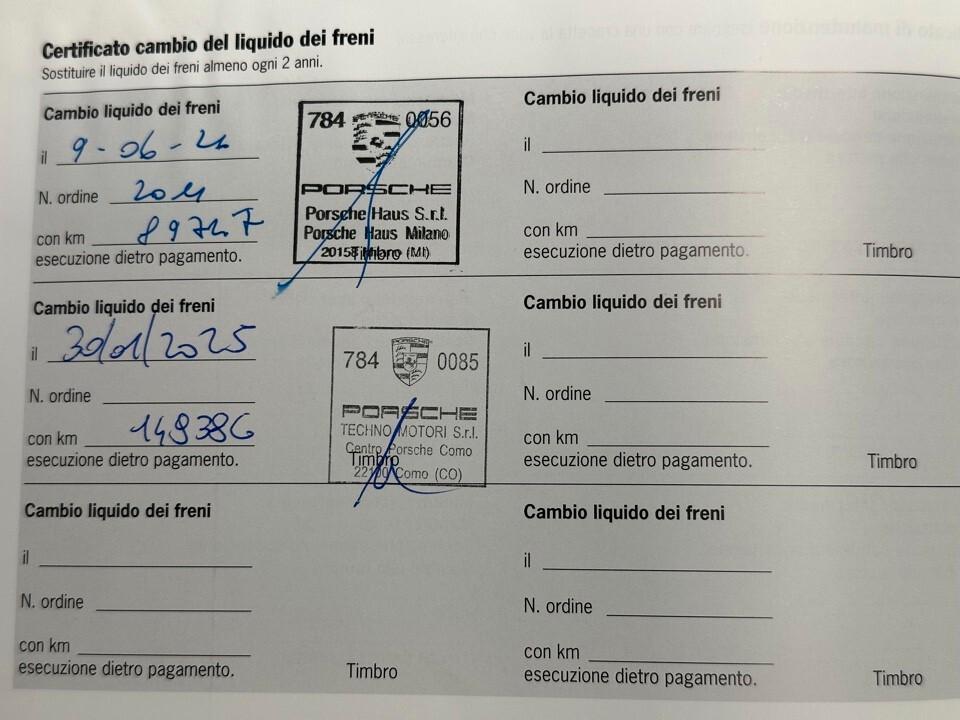 Certificato cambio del liquido dei freni
Sostituire il liquido dei freni almeno ogni 2 anni.
Cambio liquido dei freni
il
N. ordine
con km
esecuzione dietro pagamento.
784 PORSCHE 0056
PORSCHE
Porsche Haus S.r.l.
Porsche Haus Milano
20158 Milano (MI)
Timbro
Cambio liquido dei freni
il
N. ordine
con km
esecuzione dietro pagamento.
Timbro
Cambio liquido dei freni
il 30/01/2025
N. ordine
con km 149386
esecuzione dietro pagamento.
784 PORSCHE 0085
PORSCHE
TECHNO MOTORI S.r.l.
Centro Porsche Como
22100 Como (CO)
Timbro
Cambio liquido dei freni
il
N. ordine
con km
esecuzione dietro pagamento.
Timbro
Cambio liquido dei freni
il
N. ordine
con km
esecuzione dietro pagamento.
Timbro
Cambio liquido dei freni
il
N. ordine
con km
esecuzione dietro pagamento.
Timbro